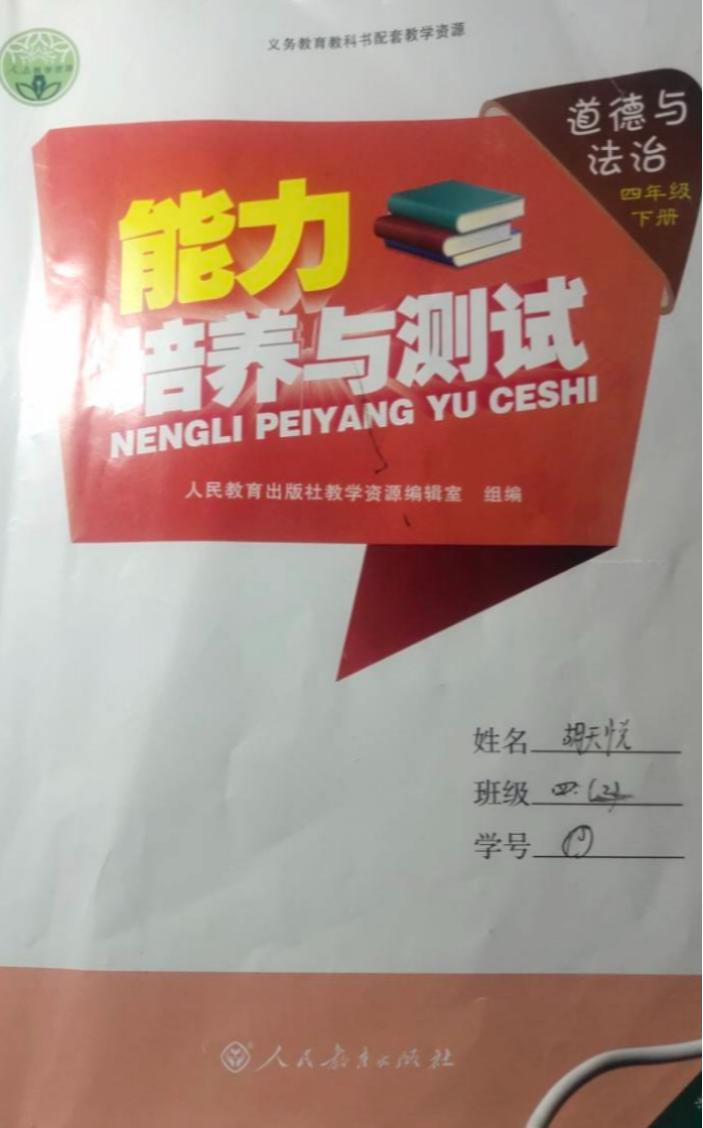 义务教育教科书配套教学资源
道德与
法治
四年级
下册
能力
培养与测试
NENGLI PEIYANG YU CESHI
人民教育出版社教学资源编辑室 组编
姓名 胡天悦
班级 四.(2)
学号
人民教育出版社